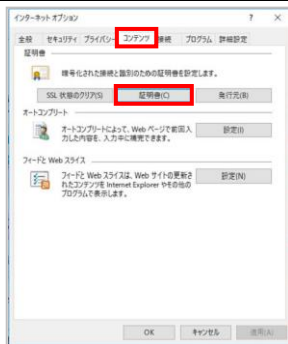 インターネット オプション ? ×
全般 セキュリティ プライバシー コンテンツ 接続 プログラム 詳細設定
証明書
暗号化された接続と識別のための証明書を設定します。
SSL 状態のクリア(S) 証明書(C) 発行元(B)
オートコンプリート
オートコンプリートによって、Web ページで前回入
力した内容を、入力中に補完できます。
設定(I)
フィードと Web スライス
フィードと Web スライスは、Web サイトの更新さ
れたコンテンツを Internet Explorer やその他の
プログラムで表示します。
設定(N)
OK キャンセル 適用(A)